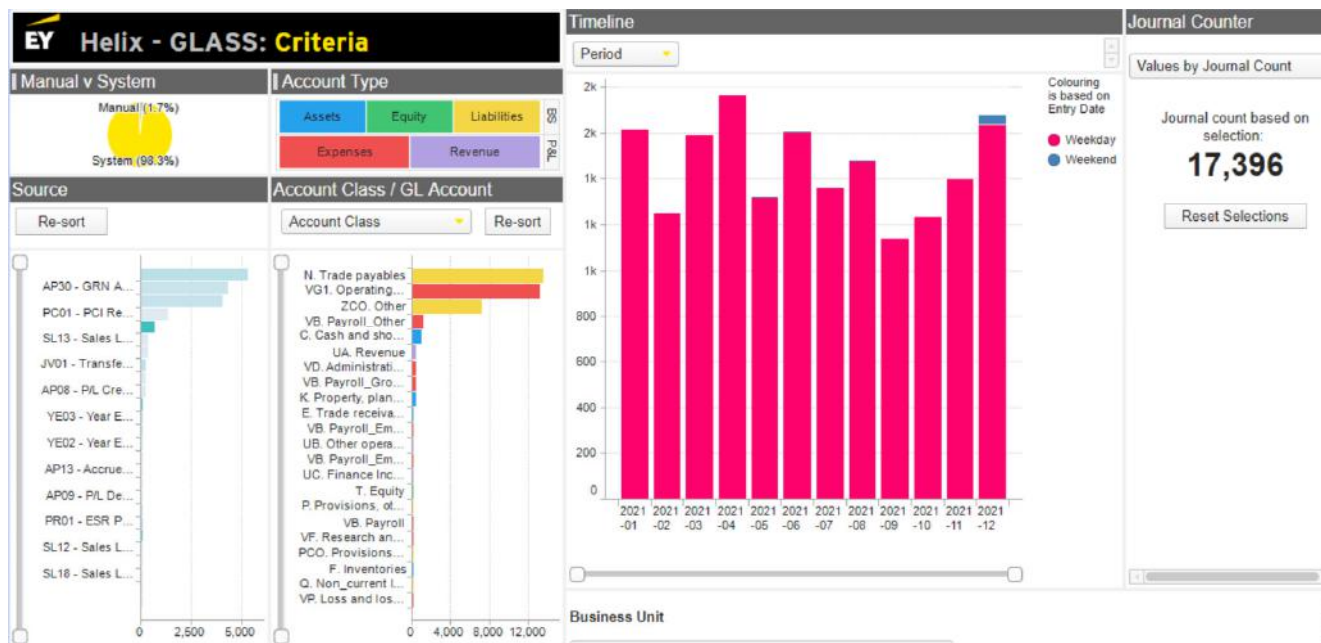 EY Helix - GLASS: Criteria
Manual v System
Manual (1.7%)
System (98.3%)
Account Type
Assets
Equity
Liabilities
BS
Expenses
Revenue
P&L
Source
Re-sort
AP30 - GRN A...
PC01 - PCI Re...
SL13 - Sales L...
JV01 - Transfe...
AP08 - P/L Cre...
YE03 - Year E...
YE02 - Year E...
AP13 - Accrue...
AP09 - P/L De...
PR01 - ESR P...
SL12 - Sales L...
SL18 - Sales L...
0 2,500 5,000
Account Class / GL Account
Account Class
Re-sort
N. Trade payables
VG1. Operating...
ZCO. Other
VB. Payroll_Other
C. Cash and sho...
UA. Revenue
VD. Administrati...
VB. Payroll_Gro...
K. Property, plan...
E. Trade receiva...
VB. Payroll_Em...
UB. Other opera...
VB. Payroll_Em...
UC. Finance Inc...
T. Equity
P. Provisions, ot...
VB. Payroll
VF. Research an...
PCO. Provisions...
F. Inventories
Q. Non_current l...
VP. Loss and los...
0 4,000 8,000 12,000
Timeline
Period
2k
2k
1k
1k
1k
800
600
400
200
0
2021 2021 2021 2021 2021 2021 2021 2021 2021 2021 2021 2021
-01 -02 -03 -04 -05 -06 -07 -08 -09 -10 -11 -12
Colouring
is based on
Entry Date
Weekday
Weekend
Business Unit
Journal Counter
Values by Journal Count
Journal count based on
selection:
17,396
Reset Selections